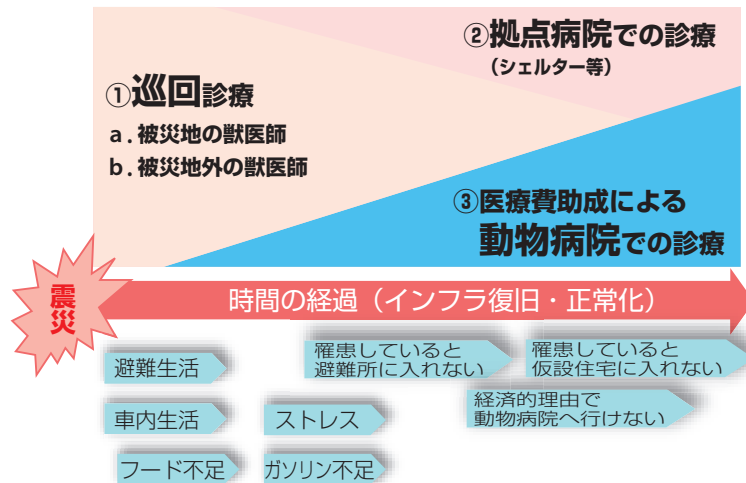 ①巡回診療
a．被災地の獣医師
b．被災地外の獣医師
②拠点病院での診療
（シェルター等）
③医療費助成による
動物病院での診療
震災
時間の経過（インフラ復旧・正常化）
避難生活
罹患していると
避難所に入れない
罹患していると
仮設住宅に入れない
車内生活
ストレス
経済的理由で
動物病院へ行けない
フード不足
ガソリン不足